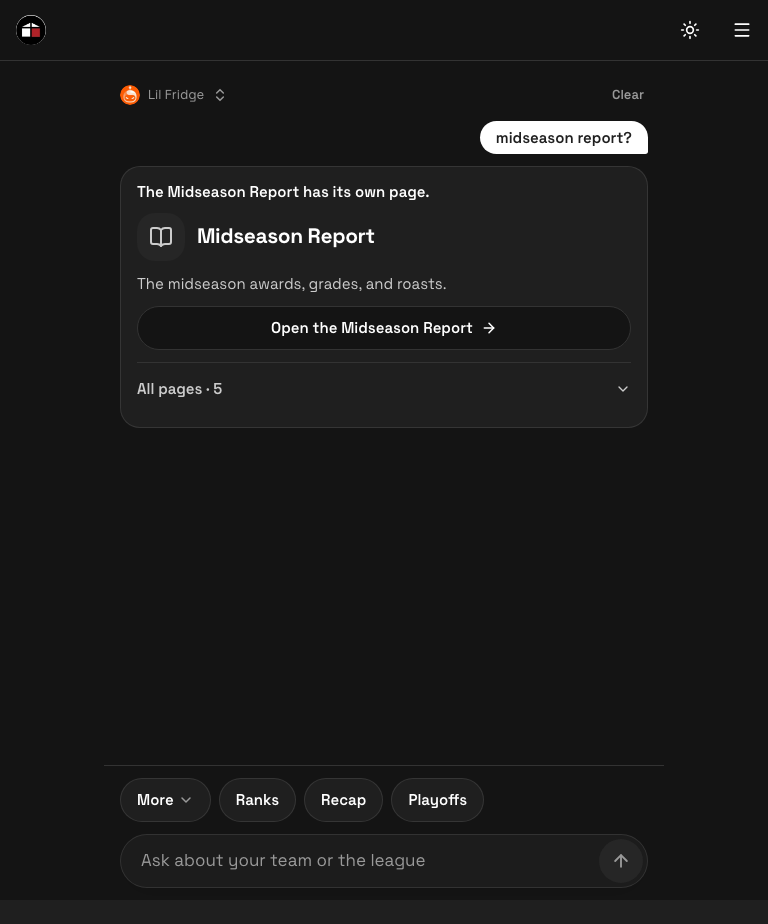 Lil Fridge
Clear
midseason report?
The Midseason Report has its own page.
Midseason Report
The midseason awards, grades, and roasts.
Open the Midseason Report →
All pages · 5
More
Ranks
Recap
Playoffs
Ask about your team or the league